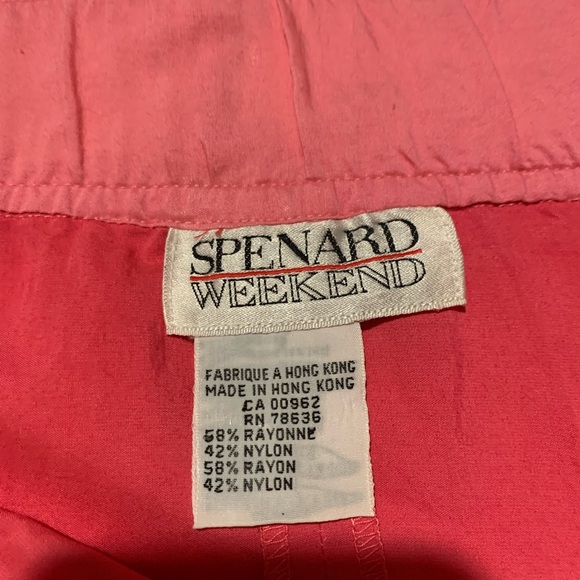 SPENARD
WEEKEND
FABRIQUE A HONG KONG
MADE IN HONG KONG
CA 00962
RN 78636
58% RAYONNE
42% NYLON
58% RAYON
42% NYLON